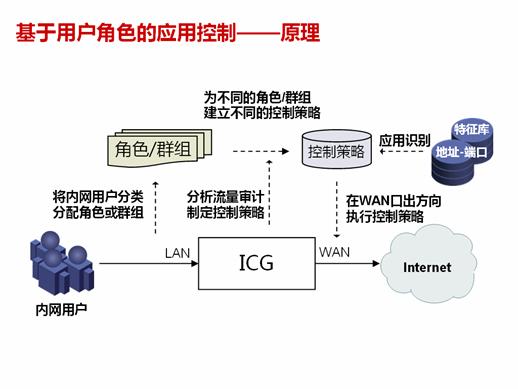 基于用户角色的应用控制——原理
为不同的角色/群组
建立不同的控制策略
角色/群组
控制策略
应用识别
特征库
地址-端口
将内网用户分类
分配角色或群组
分析流量审计
制定控制策略
在WAN口出方向
执行控制策略
LAN
ICG
WAN
Internet
内网用户